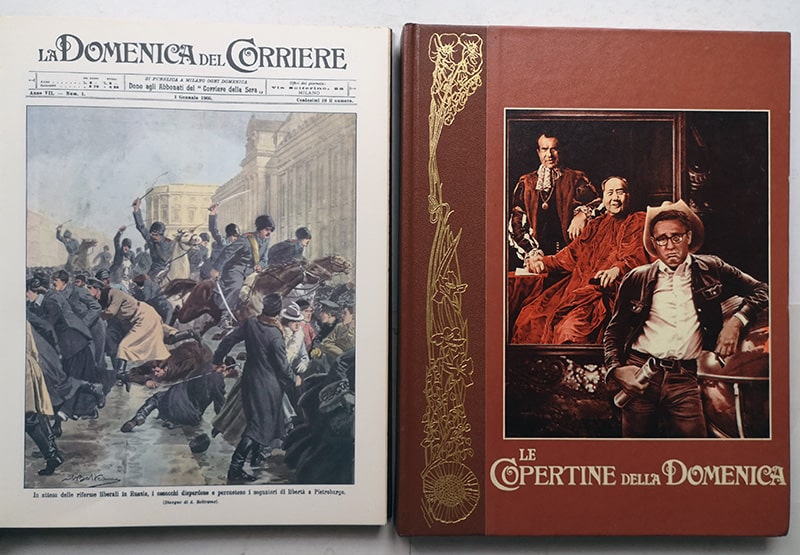 LA DOMENICA DEL CORRIERE
SI PUBBLICA A MILANO OGNI DOMENICA
Dono agli Abbonati del "Corriere della Sera"
Uffici del giornale:
Via Solferino, 28
MILANO
Anno VII. — Num. 1.
1 Gennaio 1905.
Centesimi 10 il numero.
In attesa delle riforme liberali in Russia, i cosacchi disperdono e percuotono i seguaci di libertà a Pietroburgo.
(Disegno di A. Beltrame).
LE
COPERTINE DELLA DOMENICA